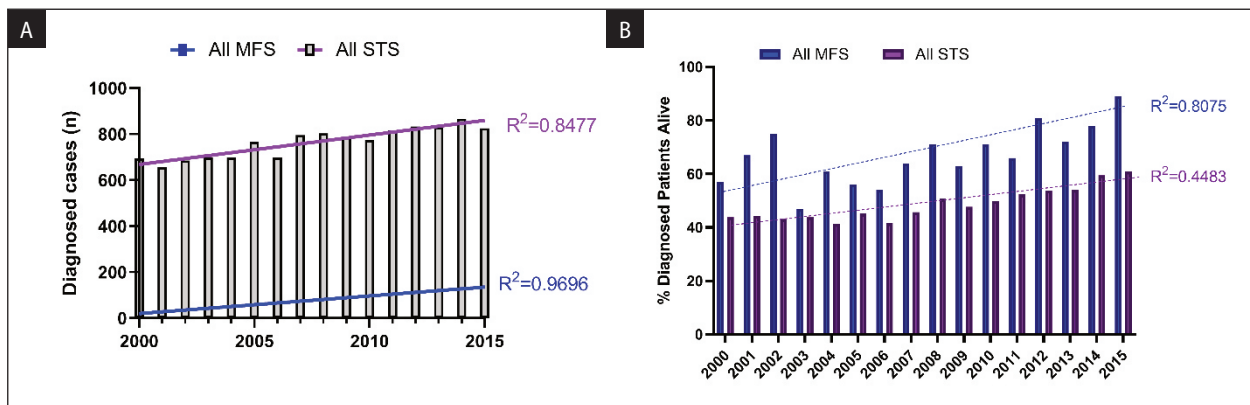 A
All MFS
All STS
Diagnosed cases (n)
1000
800
600
400
200
0
2000
2005
2010
2015
R²=0.8477
R²=0.9696
B
All MFS
All STS
% Diagnosed Patients Alive
100
80
60
40
20
0
2000
2001
2002
2003
2004
2005
2006
2007
2008
2009
2010
2011
2012
2013
2014
2015
R²=0.8075
R²=0.4483